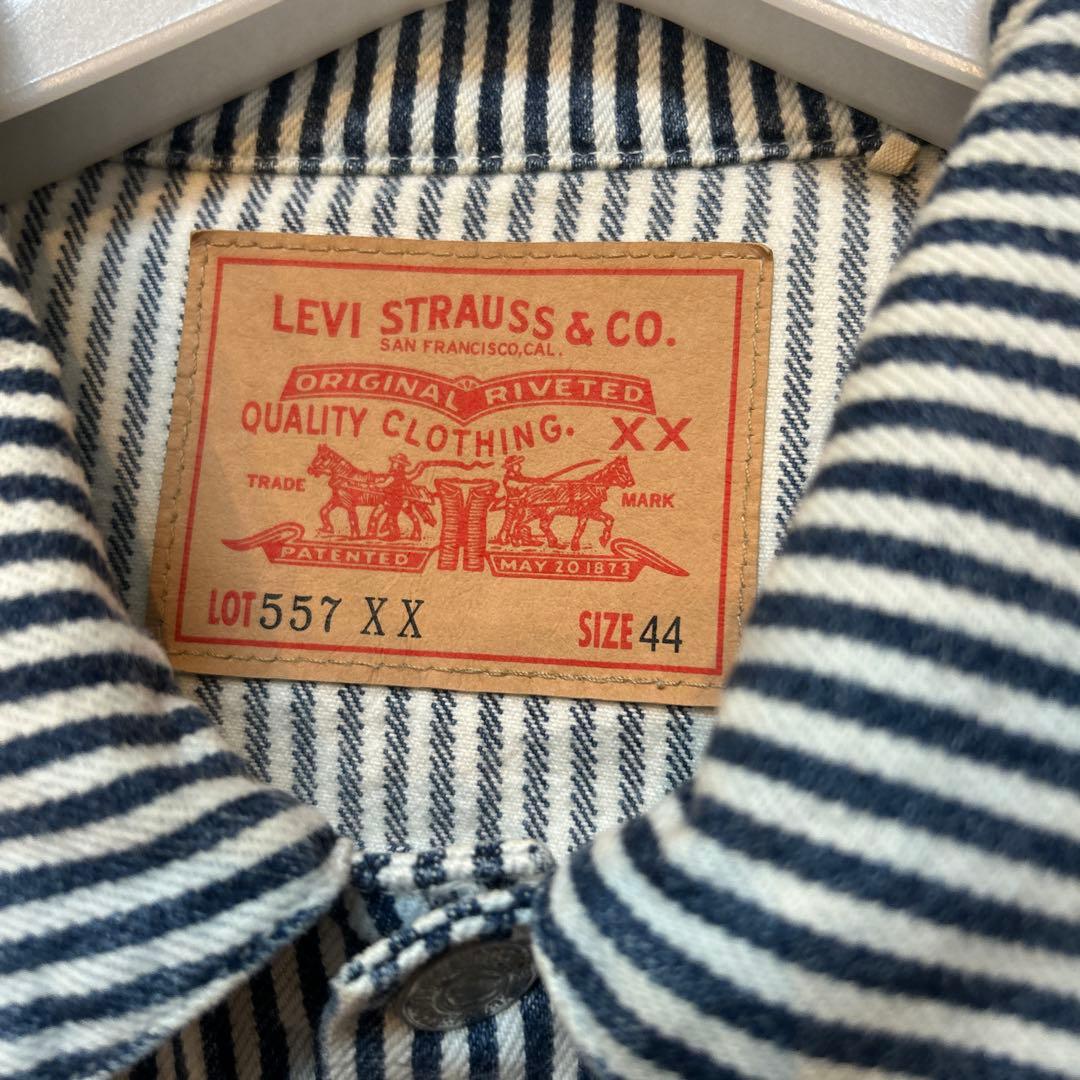 LEVI STRAUSS & CO.
SAN FRANCISCO, CAL.
ORIGINAL RIVETED
QUALITY CLOTHING. XX
TRADE MARK
PATENTED MAY 20 1873
LOT 557 XX SIZE 44